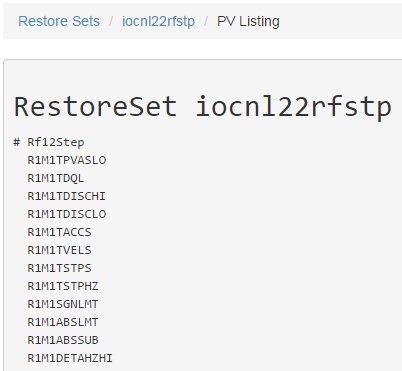 Restore Sets / iocnl22rfstp / PV Listing
RestoreSet iocnl22rfstp
# Rf12Step
R1M1TPVASLO
R1M1TDQL
R1M1TDISCHI
R1M1TDISCLO
R1M1TACCS
R1M1TVELS
R1M1TSTPS
R1M1TSTPHZ
R1M1SGNLMT
R1M1ABSLMT
R1M1ABSSUB
R1M1DETAHZHI